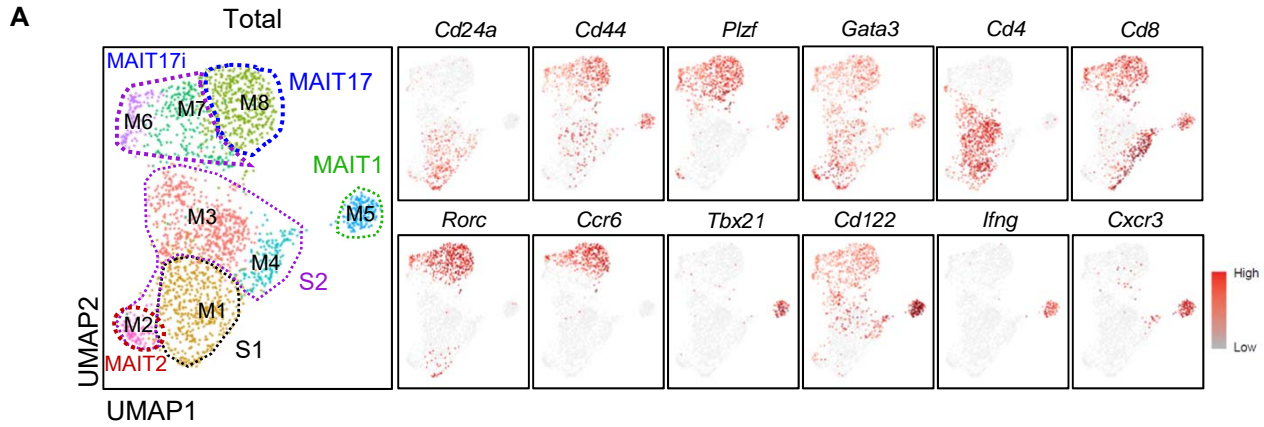 A
Total
Cd24a
Cd44
Plzf
Gata3
Cd4
Cd8
MAIT17i
MAIT17
M8
M7
M6
MAIT1
M5
M3
M4
S2
M2
M1
S1
MAIT2
Rorc
Ccr6
Tbx21
Cd122
Ifng
Cxcr3
High
Low
UMAP2
UMAP1